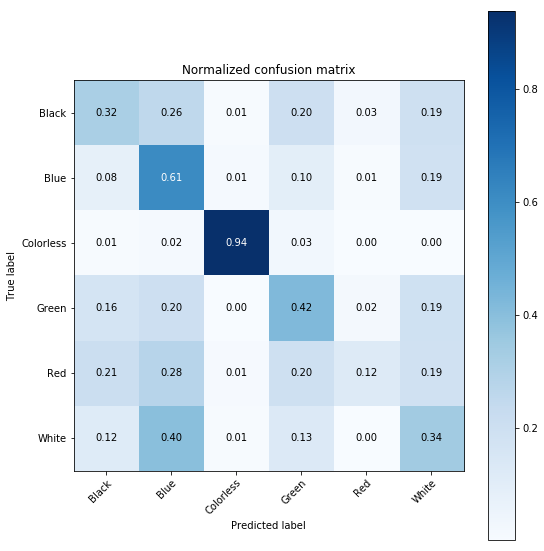 Normalized confusion matrix
Black 0.32 0.26 0.01 0.20 0.03 0.19
Blue 0.08 0.61 0.01 0.10 0.01 0.19
Colorless 0.01 0.02 0.94 0.03 0.00 0.00
Green 0.16 0.20 0.00 0.42 0.02 0.19
Red 0.21 0.28 0.01 0.20 0.12 0.19
White 0.12 0.40 0.01 0.13 0.00 0.34
True label
Black Blue Colorless Green Red White
Predicted label
0.8
0.6
0.4
0.2